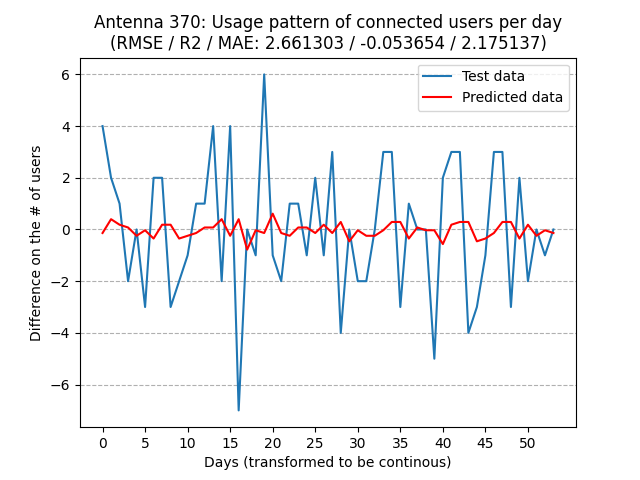 Antenna 370: Usage pattern of connected users per day
(RMSE / R2 / MAE: 2.661303 / -0.053654 / 2.175137)
Test data
Predicted data
Difference on the # of users
6
4
2
0
−2
−4
−6
0 5 10 15 20 25 30 35 40 45 50
Days (transformed to be continous)